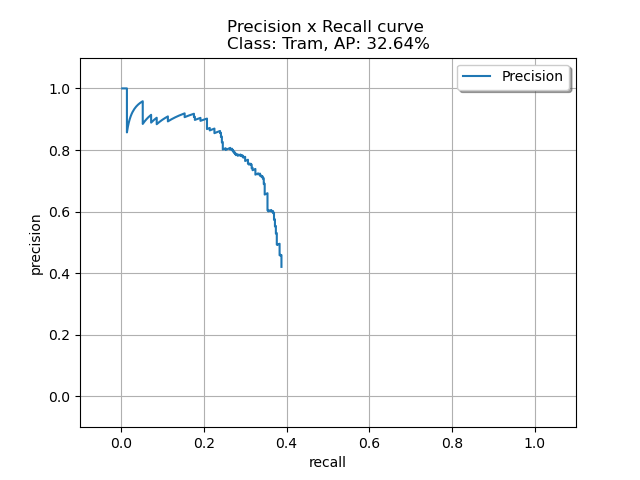 Precision x Recall curve
Class: Tram, AP: 32.64%
Precision
1.0
0.8
0.6
0.4
0.2
0.0
precision
0.0 0.2 0.4 0.6 0.8 1.0
recall